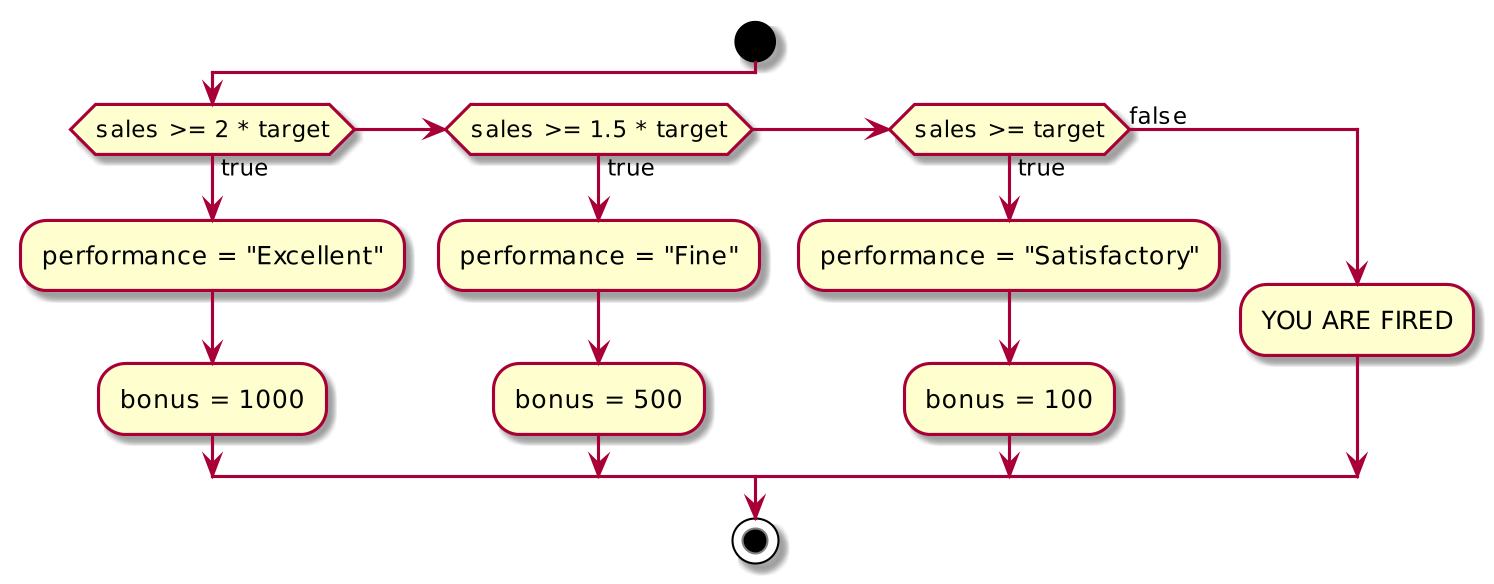 sales >= 2 * target
sales >= 1.5 * target
sales >= target
false
true
true
true
performance = "Excellent"
performance = "Fine"
performance = "Satisfactory"
YOU ARE FIRED
bonus = 1000
bonus = 500
bonus = 100